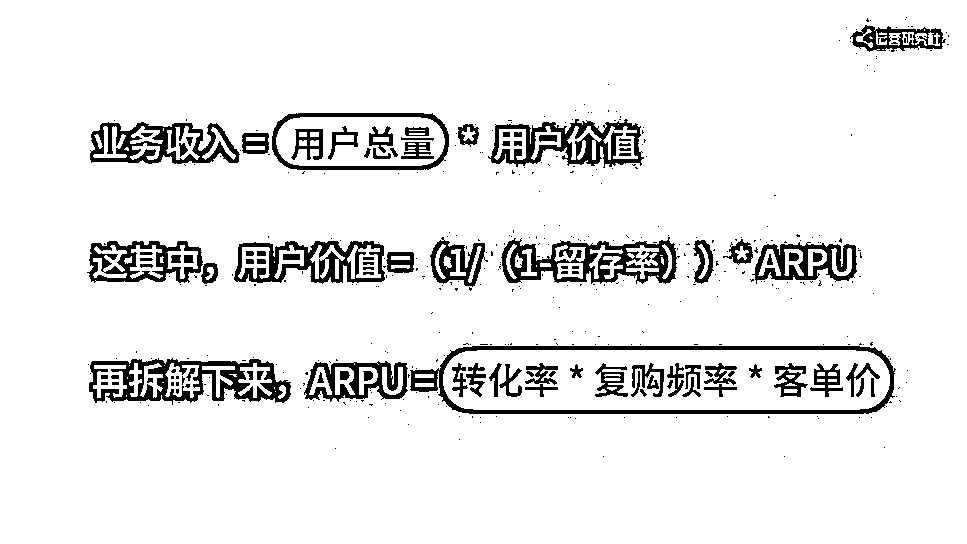 运营研究社
业务收入=用户总量 * 用户价值
这其中，用户价值=（1/（1-留存率））*ARPU
再拆解下来，ARPU=转化率 * 复购频率 * 客单价